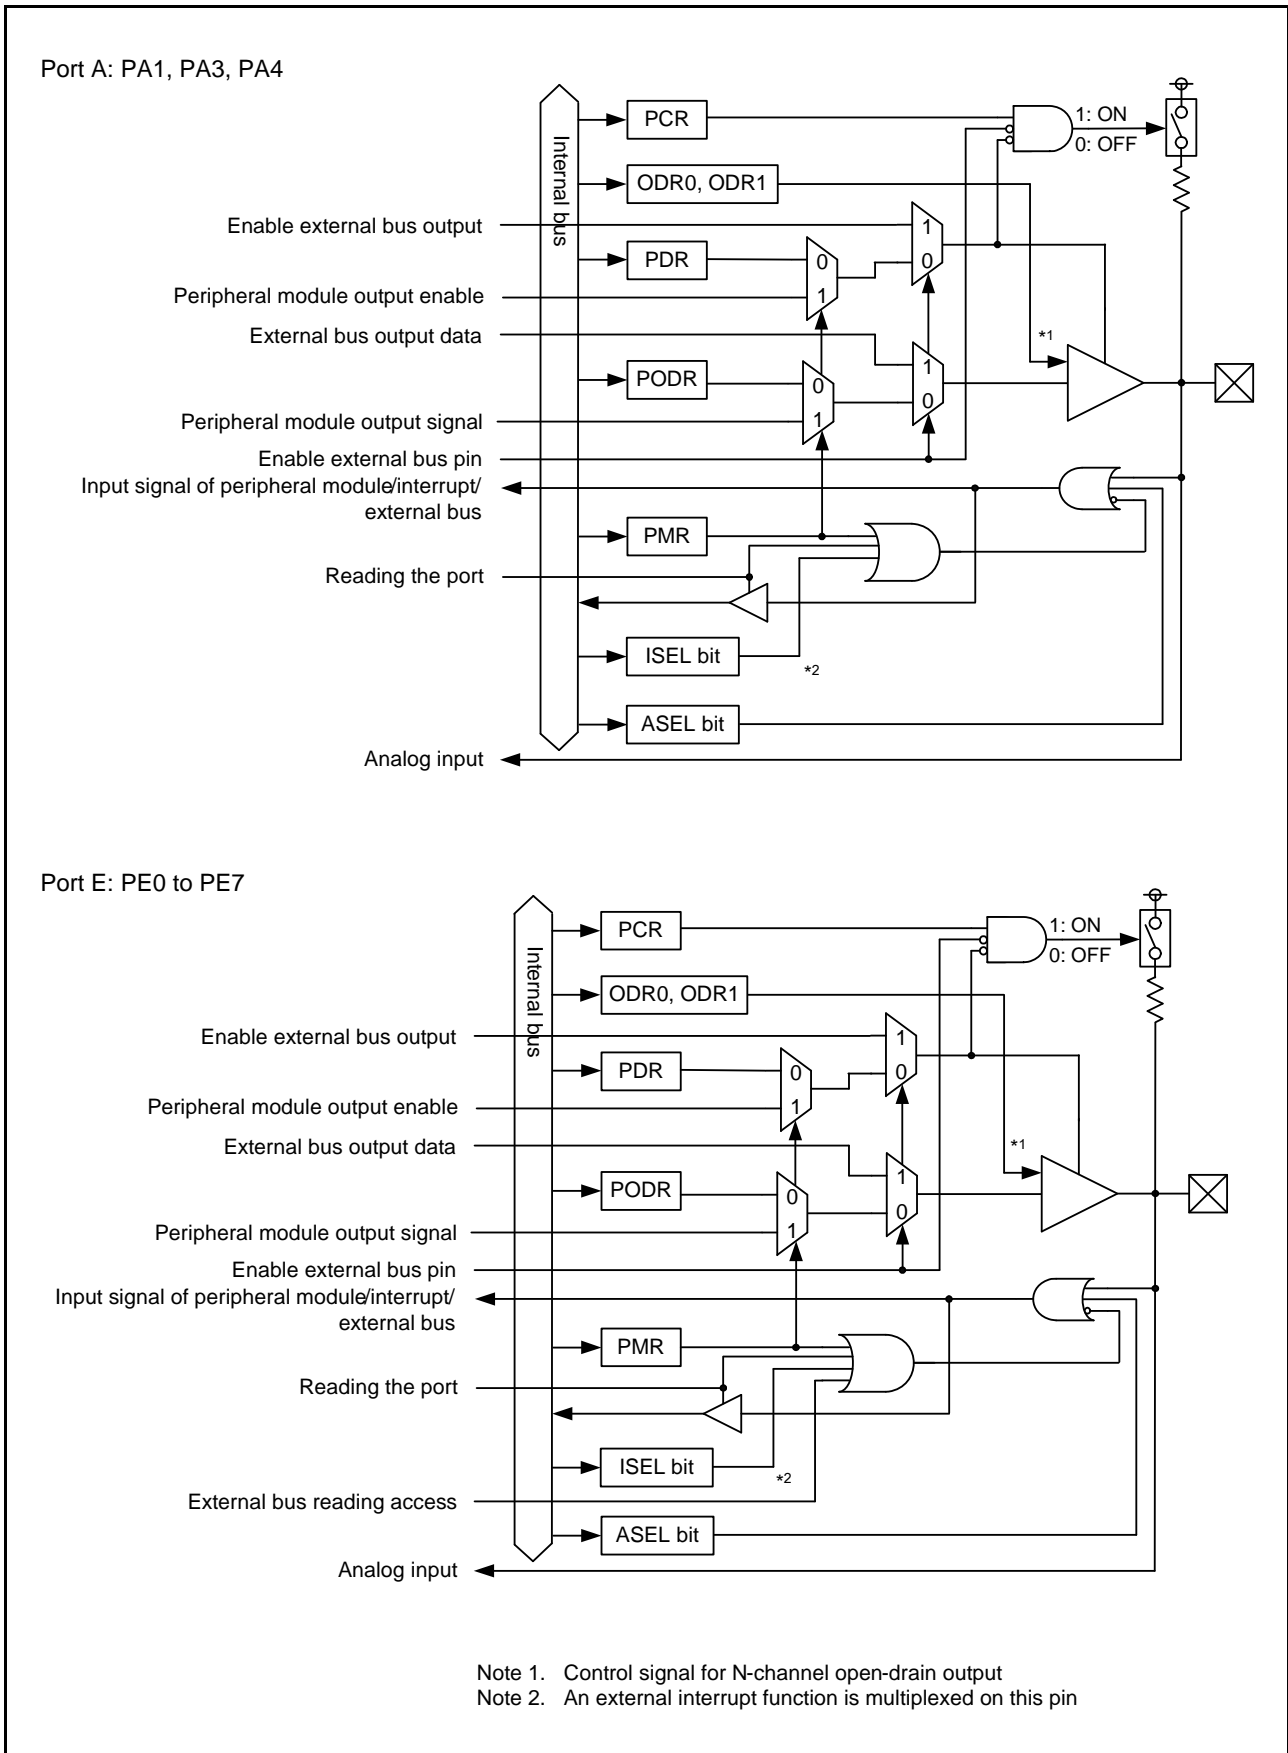 Port A: PA1, PA3, PA4
Internal bus
PCR
1: ON
0: OFF
ODR0, ODR1
Enable external bus output
1
PDR
0
0
Peripheral module output enable
1
External bus output data
*1
1
PODR
0
0
Peripheral module output signal
1
Enable external bus pin
Input signal of peripheral module/interrupt/
external bus
PMR
Reading the port
ISEL bit
*2
ASEL bit
Analog input
Port E: PE0 to PE7
Internal bus
PCR
1: ON
0: OFF
ODR0, ODR1
Enable external bus output
1
PDR
0
0
Peripheral module output enable
1
External bus output data
*1
1
PODR
0
0
Peripheral module output signal
1
Enable external bus pin
Input signal of peripheral module/interrupt/
external bus
PMR
Reading the port
ISEL bit
*2
External bus reading access
ASEL bit
Analog input
Note 1. Control signal for N-channel open-drain output
Note 2. An external interrupt function is multiplexed on this pin